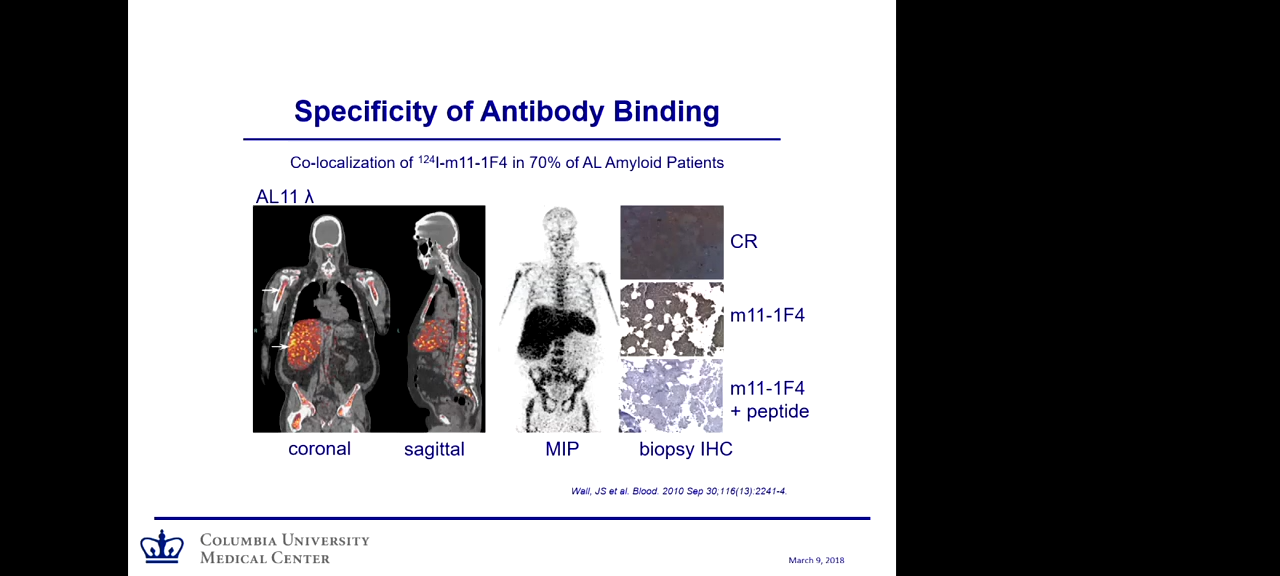 Specificity of Antibody Binding
Co-localization of ¹²⁴I-m11-1F4 in 70% of AL Amyloid Patients
AL11 λ
CR
m11-1F4
m11-1F4
+ peptide
coronal
sagittal
MIP
biopsy IHC
Wall, JS et al. Blood. 2010 Sep 30;116(13):2241-4.
COLUMBIA UNIVERSITY
MEDICAL CENTER
March 9, 2018